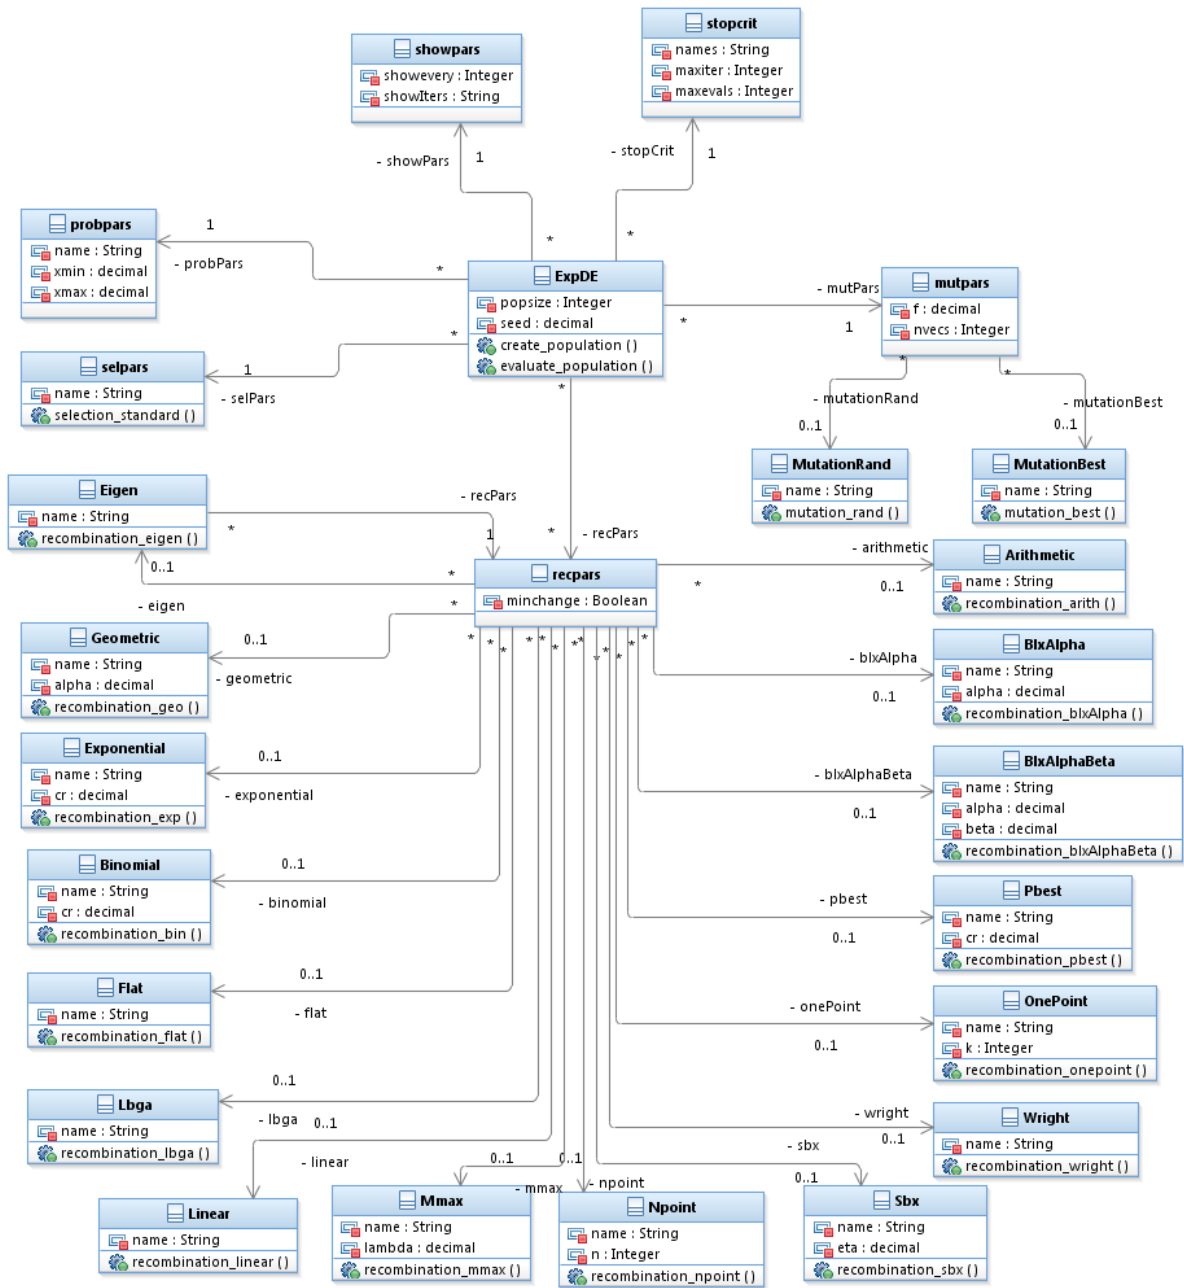 stopcrit
names : String
maxiter : Integer
maxevals : Integer
showpars
showevery : Integer
showIters : String
- showPars
1
- stopCrit
1
probpars
name : String
xmin : decimal
xmax : decimal
1
- probPars
*
*
*
ExpDE
popsize : Integer
seed : decimal
create_population ()
evaluate_population ()
- mutPars
*
1
mutpars
f : decimal
nvecs : Integer
selpars
name : String
selection_standard ()
*
1
- selPars
*
*
*
- mutationRand
0..1
- mutationBest
0..1
MutationRand
name : String
mutation_rand ()
MutationBest
name : String
mutation_best ()
Eigen
name : String
recombination_eigen ()
*
- recPars
1
*
- recPars
0..1
*
- eigen
recpars
minchange : Boolean
- arithmetic
*
0..1
Arithmetic
name : String
recombination_arith ()
Geometric
name : String
alpha : decimal
recombination_geo ()
*
0..1
- geometric
* * * * * * * * * * * * *
- blxAlpha
0..1
BlxAlpha
name : String
alpha : decimal
recombination_blxAlpha ()
Exponential
name : String
cr : decimal
recombination_exp ()
0..1
- exponential
- blxAlphaBeta
0..1
BlxAlphaBeta
name : String
alpha : decimal
beta : decimal
recombination_blxAlphaBeta ()
Binomial
name : String
cr : decimal
recombination_bin ()
0..1
- binomial
- pbest
0..1
Pbest
name : String
cr : decimal
recombination_pbest ()
Flat
name : String
recombination_flat ()
0..1
- flat
- onePoint
0..1
OnePoint
name : String
k : Integer
recombination_onepoint ()
Lbga
name : String
recombination_lbga ()
0..1
- lbga
0..1
- linear
- wright
0..1
Wright
name : String
recombination_wright ()
Linear
name : String
recombination_linear ()
0..1
- mmax
Mmax
name : String
lambda : decimal
recombination_mmax ()
0..1
- npoint
Npoint
name : String
n : Integer
recombination_npoint ()
- sbx
0..1
Sbx
name : String
eta : decimal
recombination_sbx ()